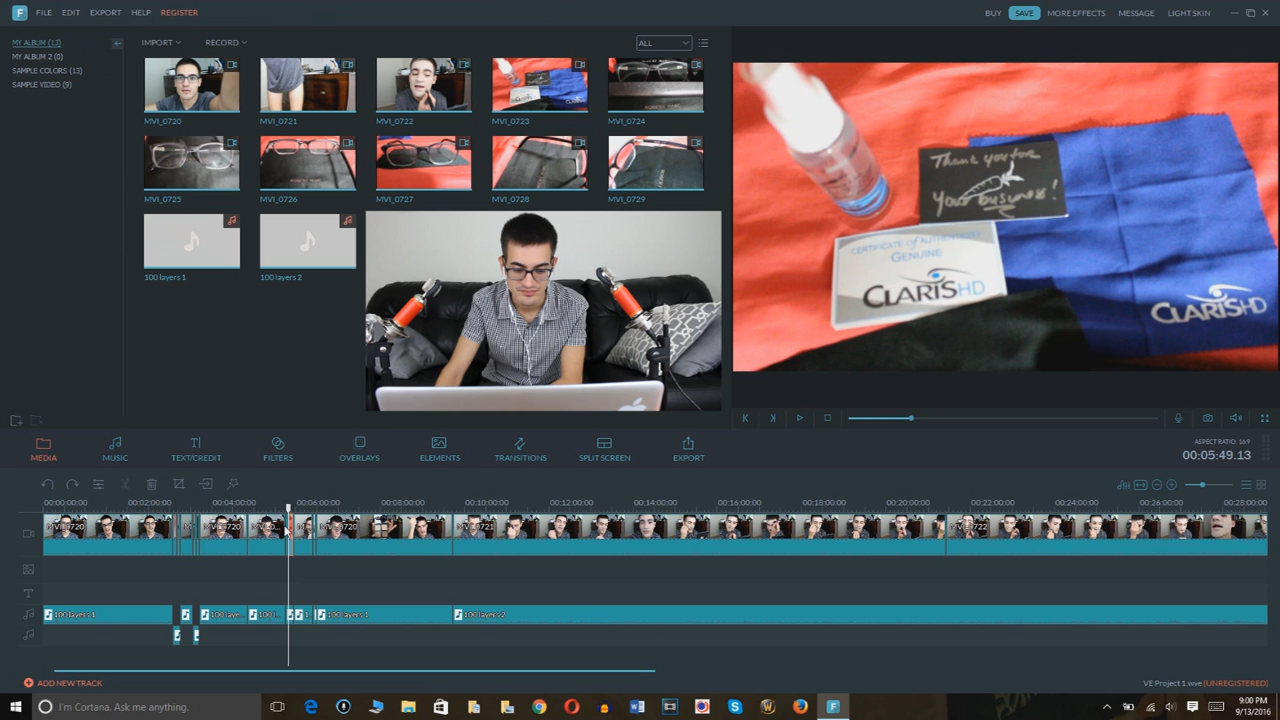 FILE EDIT EXPORT HELP REGISTER
BUY SAVE MORE EFFECTS MESSAGE LIGHT SKIN
MY ALBUM (13)
MY ALBUM 2 (0)
SAMPLE COLORS (13)
SAMPLE VIDEO (9)
IMPORT RECORD ALL
MVI_0720 MVI_0721 MVI_0722 MVI_0723 MVI_0724
MVI_0725 MVI_0726 MVI_0727 MVI_0728 MVI_0729
100 layers 1 100 layers 2
Thank you for
your business!
CERTIFICATE OF AUTHENTICITY
GENUINE
CLARISHD
CLARISHD
MEDIA MUSIC TEXT/CREDIT FILTERS OVERLAYS ELEMENTS TRANSITIONS SPLIT SCREEN EXPORT
ASPECT RATIO: 16:9
00:05:49.13
00:00:00:00 00:02:00:00 00:04:00:00 00:06:00:00 00:08:00:00 00:10:00:00 00:12:00:00 00:14:00:00 00:16:00:00 00:18:00:00 00:20:00:00 00:22:00:00 00:24:00:00 00:26:00:00 00:28:00:00
MVI_0720 MVI_0720 MVI_0720 MVI_0721 MVI_0722
100 layers 1 100 laye... 100 l... 1 100 layers 1 100 layers 2
ADD NEW TRACK
VE Project 1.wve [UNREGISTERED]
I'm Cortana. Ask me anything.
9:00 PM
9/13/2016